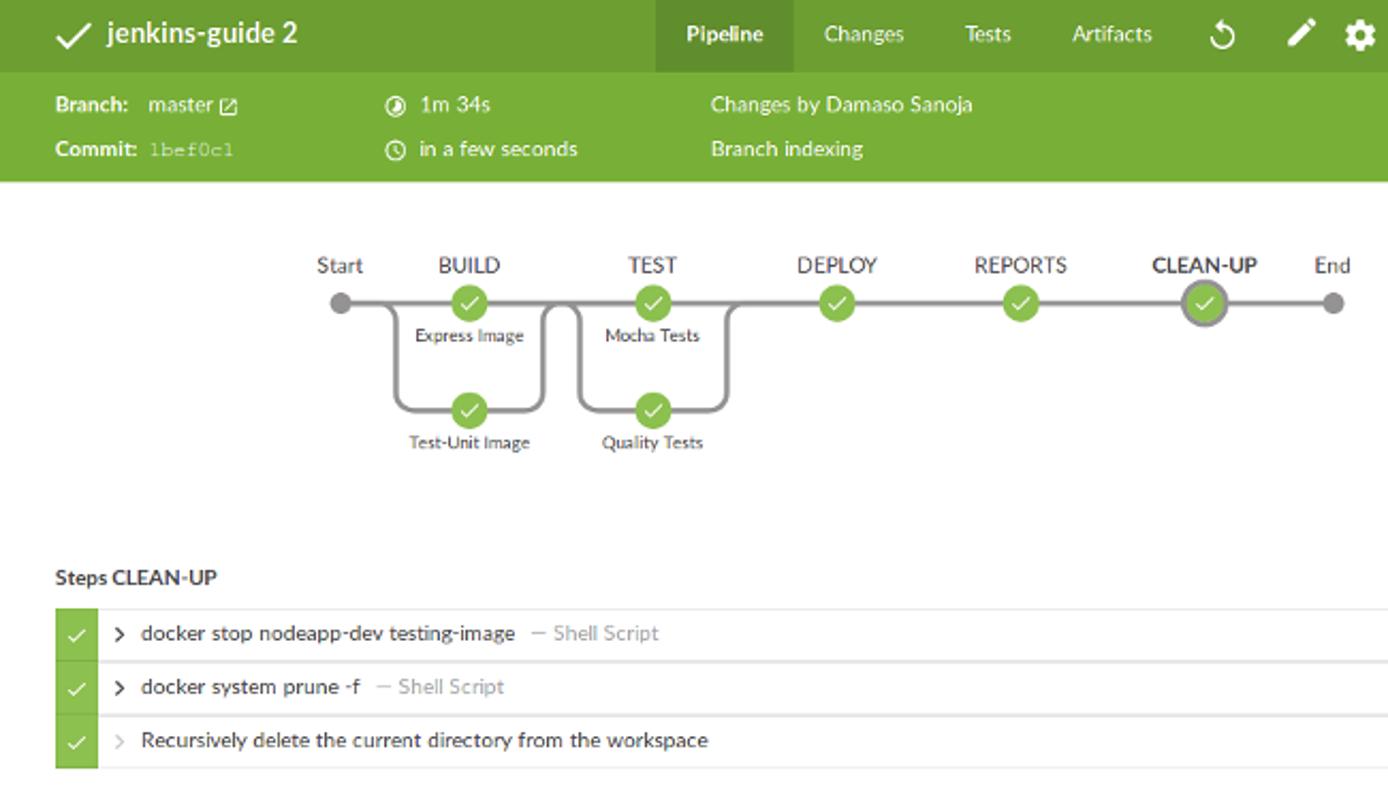 jenkins-guide 2 Pipeline Changes Tests Artifacts
Branch: master 1m 34s Changes by Damaso Sanoja
Commit: 1bef0c1 in a few seconds Branch indexing
Start BUILD TEST DEPLOY REPORTS CLEAN-UP End
Express Image Mocha Tests
Test-Unit Image Quality Tests
Steps CLEAN-UP
docker stop nodeapp-dev testing-image — Shell Script
docker system prune -f — Shell Script
Recursively delete the current directory from the workspace